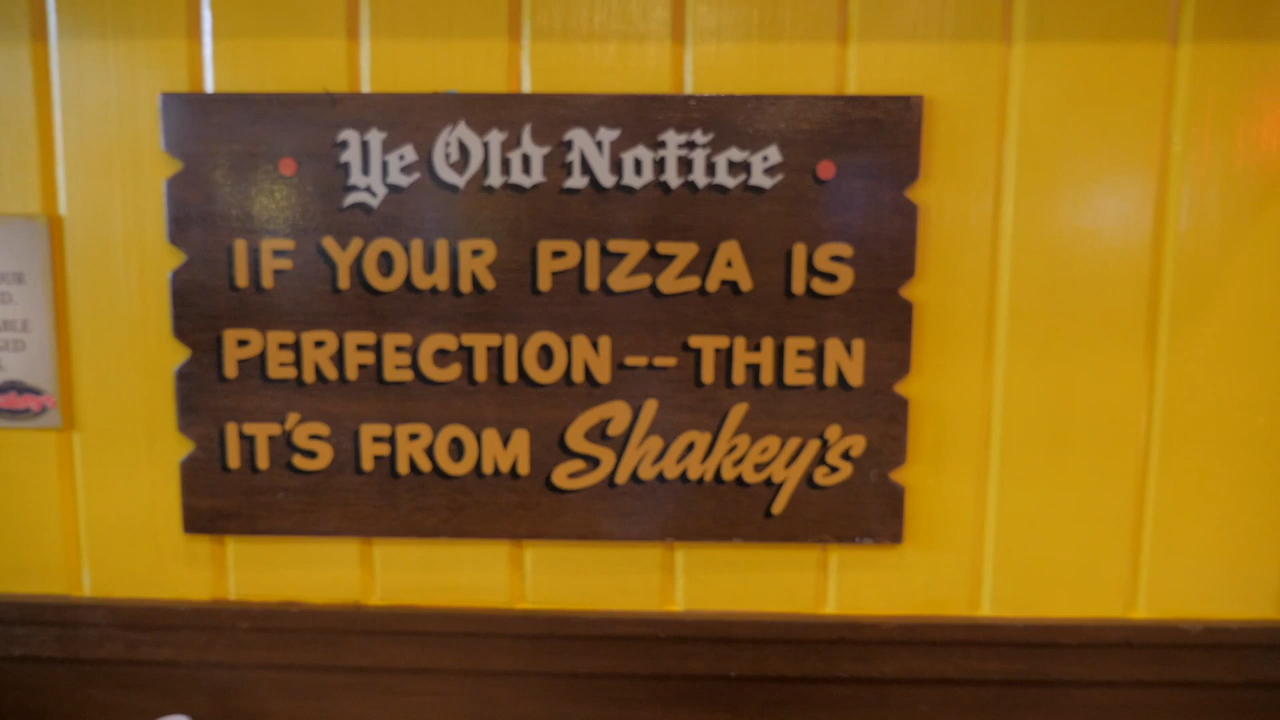 Ye Old Notice
IF YOUR PIZZA IS
PERFECTION--THEN
IT'S FROM Shakey's